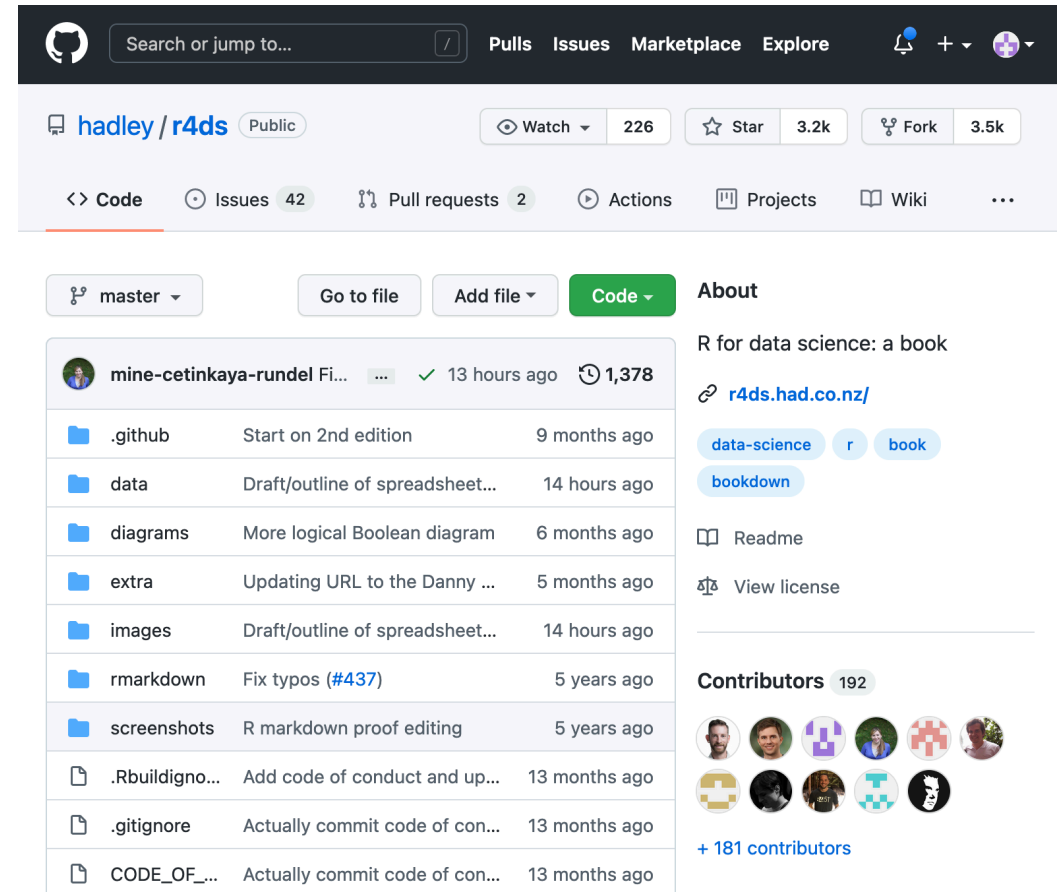 Search or jump to... / Pulls Issues Marketplace Explore
hadley / r4ds Public Watch 226 Star 3.2k Fork 3.5k
Code Issues 42 Pull requests 2 Actions Projects Wiki ...
master Go to file Add file Code
mine-cetinkaya-rundel Fi... ... 13 hours ago 1,378
.github Start on 2nd edition 9 months ago
data Draft/outline of spreadsheet... 14 hours ago
diagrams More logical Boolean diagram 6 months ago
extra Updating URL to the Danny ... 5 months ago
images Draft/outline of spreadsheet... 14 hours ago
rmarkdown Fix typos (#437) 5 years ago
screenshots R markdown proof editing 5 years ago
.Rbuildigno... Add code of conduct and up... 13 months ago
.gitignore Actually commit code of con... 13 months ago
CODE_OF_... Actually commit code of con... 13 months ago
About
R for data science: a book
r4ds.had.co.nz/
data-science r book
bookdown
Readme
View license
Contributors 192
+ 181 contributors